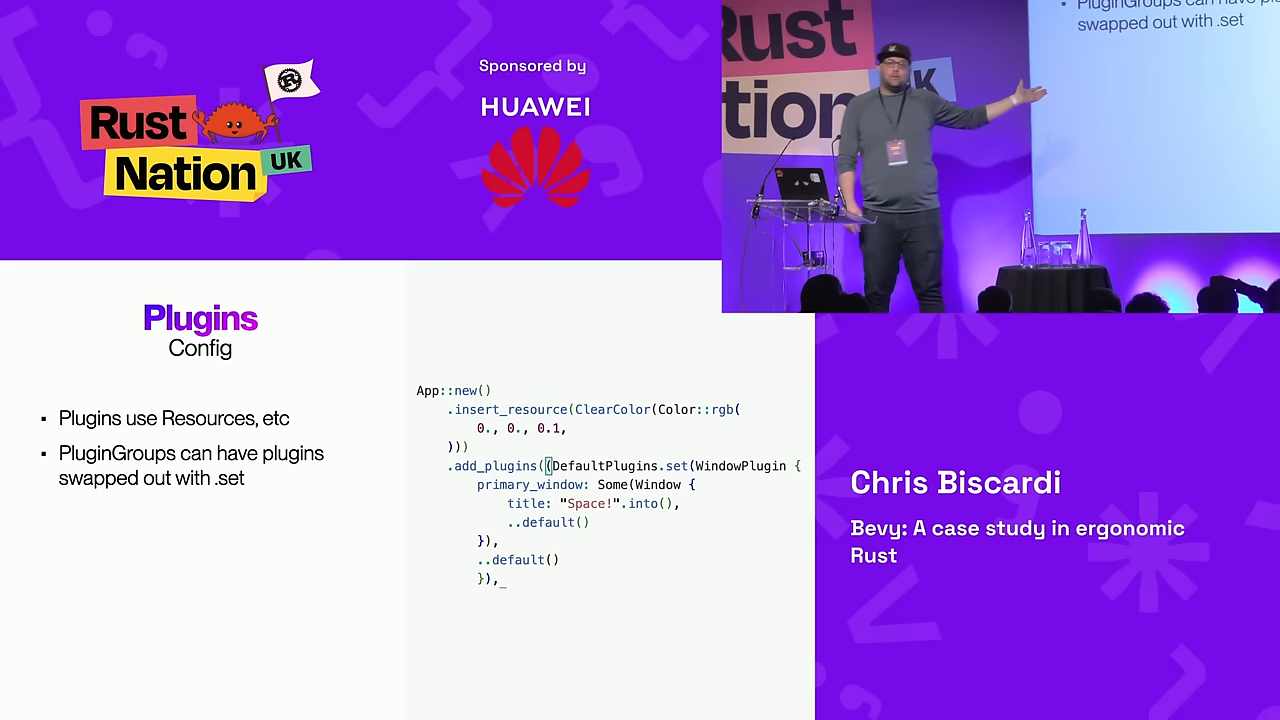 Rust
Nation
UK
Sponsored by
HUAWEI
Rust
tion
K
PluginGroups can have
swapped out with .set
Plugins
Config
▪ Plugins use Resources, etc
▪ PluginGroups can have plugins
swapped out with .set
App::new()
    .insert_resource(ClearColor(Color::rgb(
        0., 0., 0.1,
    )))
    .add_plugins((DefaultPlugins.set(WindowPlugin {
        primary_window: Some(Window {
            title: "Space!".into(),
            ..default()
        }),
        ..default()
        }),_
Chris Biscardi
Bevy: A case study in ergonomic
Rust